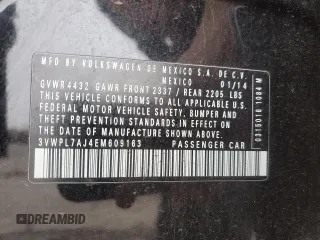 MFD BY VOLKSWAGEN DE MEXICO S.A. DE C.V.
MEXICO 01/14
GVWR 4432 GAWR FRONT 2337 / REAR 2205 LBS
THIS VEHICLE CONFORMS TO ALL APPLICABLE U.S.
FEDERAL MOTOR VEHICLE SAFETY, BUMPER AND
THEFT PREVENTION STANDARDS IN EFFECT ON
THE DATE OF MANUFACTURE SHOWN ABOVE.
3VWPL7AJ4EM609163 PASSENGER CAR
3VWPL7AJ4EM609163
3WBID